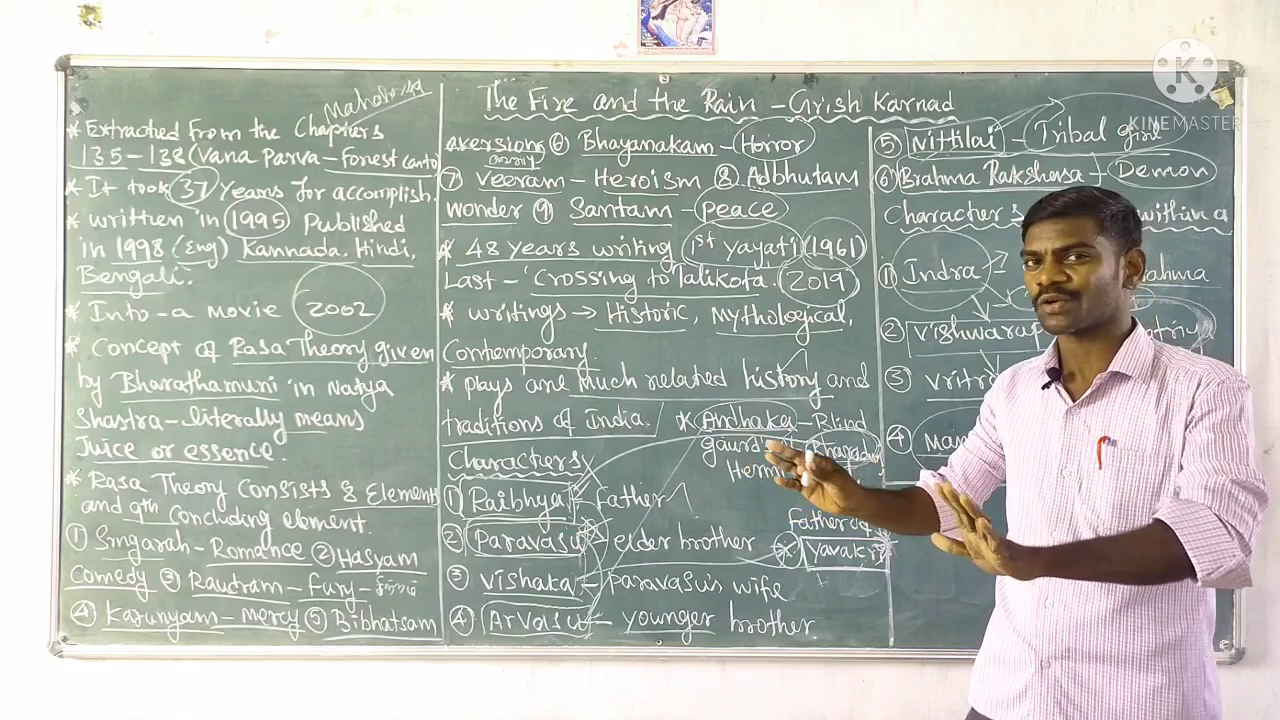 The Fire and the Rain - Grish Karnad
Mahabharata
* Extracted from the Chapters
135-138 (Vana Parva - Forest canto)
* It took 37 years for accomplish.
* written in 1995 published
in 1998 (Eng) Kannada, Hindi,
Bengali.
* Into - a movie 2002
* Concept of Rasa Theory given
by Bharathamuni in Natya
Shastra - literally means
Juice or essence.
* Rasa Theory consists 8 Elements
and 9th concluding element.
① Sringarah - Romance ② Hasyam
Comedy ③ Raudram - Fury -
④ Karunyam - mercy ⑤ Bibhatsam
aversion ⑥ Bhayanakam - Horror
⑦ Veeram - Heroism ⑧ Adbhutam
wonder ⑨ Santam - peace
* 48 years writing 1st yayati (1961)
Last - 'Crossing to Talikota. 2019
* writings → Historic, Mythological,
Contemporary.
* plays are much related history and
traditions of India.
* Andhaka - Blind
Characters
① Raibhya - father
② Paravasu - elder brother
③ Vishaka - paravasu's wife
④ Arvasu - younger brother
father of
Yavakri
⑤ Nittilai - Tribal girl
⑥ Brahma Rakshasa - Demon
Characters within a
① Indra -
② Vishwarup
③ Vritra
④
KINEMASTER